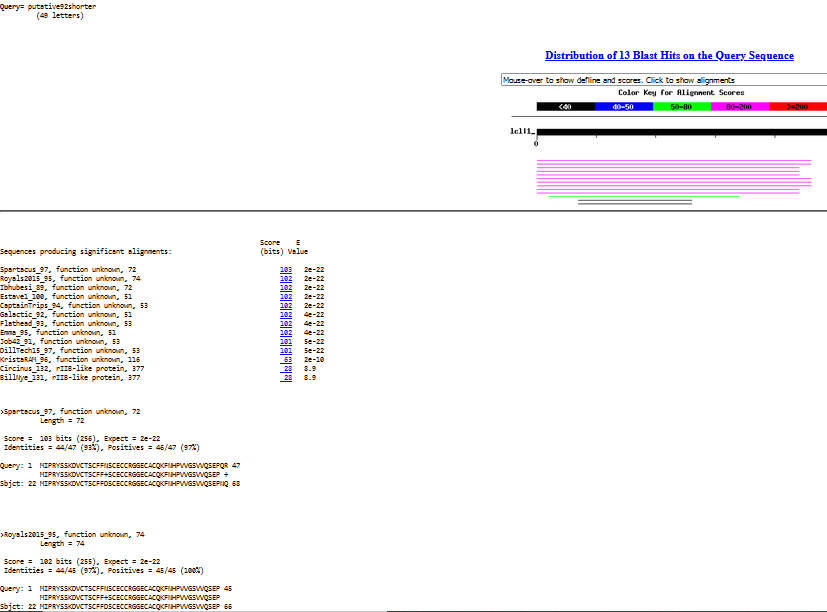 Query= putative92shorter
(49 letters)
Distribution of 13 Blast Hits on the Query Sequence
Mouse-over to show defline and scores. Click to show alignments
Color Key for Alignment Scores
<40 40-50 50-80 80-200 >=200
lcl|1_
0
Score E
Sequences producing significant alignments: (bits) Value
Spartacus_97, function unknown, 72 103 2e-22
Royals2015_95, function unknown, 74 102 2e-22
Ibhubesi_89, function unknown, 72 102 2e-22
Estave1_100, function unknown, 51 102 2e-22
CaptainTrips_94, function unknown, 53 102 2e-22
Galactic_92, function unknown, 51 102 4e-22
Flathead_93, function unknown, 53 102 4e-22
Emma_95, function unknown, 51 102 4e-22
Job42_91, function unknown, 53 101 5e-22
DillTech15_97, function unknown, 53 101 5e-22
KristaRAM_96, function unknown, 116 63 2e-10
Circinus_132, rIIB-like protein, 377 28 8.9
BillNye_131, rIIB-like protein, 377 28 8.9
>Spartacus_97, function unknown, 72
Length = 72
Score = 103 bits (256), Expect = 2e-22
Identities = 44/47 (93%), Positives = 46/47 (97%)
Query: 1 MIPRYSSKDVCTSCFFNSCECCRGGECACQKFNHPVVGSVVQSEPQR 47
MIPRYSSKDVCTSCFF+SCECCRGGECACQKFNHPVVGSVVQSEP +
Sbjct: 22 MIPRYSSKDVCTSCFFDSCECCRGGECACQKFNHPVVGSVVQSEPNQ 68
>Royals2015_95, function unknown, 74
Length = 74
Score = 102 bits (255), Expect = 2e-22
Identities = 44/45 (97%), Positives = 45/45 (100%)
Query: 1 MIPRYSSKDVCTSCFFNSCECCRGGECACQKFNHPVVGSVVQSEP 45
MIPRYSSKDVCTSCFF+SCECCRGGECACQKFNHPVVGSVVQSEP
Sbjct: 22 MIPRYSSKDVCTSCFFDSCECCRGGECACQKFNHPVVGSVVQSEP 66